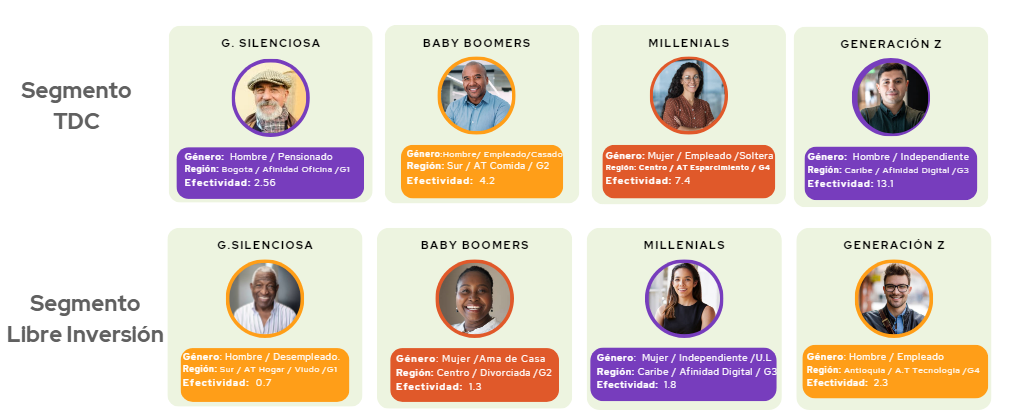 Segmento
TDC
G. SILENCIOSA
Género: Hombre / Pensionado
Región: Bogota / Afinidad Oficina /G1
Efectividad: 2.56
BABY BOOMERS
Género:Hombre/ Empleado/Casado
Región: Sur / AT Comida / G2
Efectividad: 4.2
MILLENIALS
Género: Mujer / Empleado /Soltera
Región: Centro / AT Esparcimiento / G4
Efectividad: 7.4
GENERACIÓN Z
Género: Hombre / Independiente
Región: Caribe / Afinidad Digital /G3
Efectividad: 13.1
Segmento
Libre Inversión
G.SILENCIOSA
Género: Hombre / Desempleado.
Región: Sur / AT Hogar / Viudo /G1
Efectividad: 0.7
BABY BOOMERS
Género: Mujer /Ama de Casa
Región: Centro / Divorciada /G2
Efectividad: 1.3
MILLENIALS
Género: Mujer / Independiente /U.L
Región: Caribe / Afinidad Digital / G3
Efectividad: 1.8
GENERACIÓN Z
Género: Hombre / Empleado
Región: Antioquia / A.T Tecnologia /G4
Efectividad: 2.3